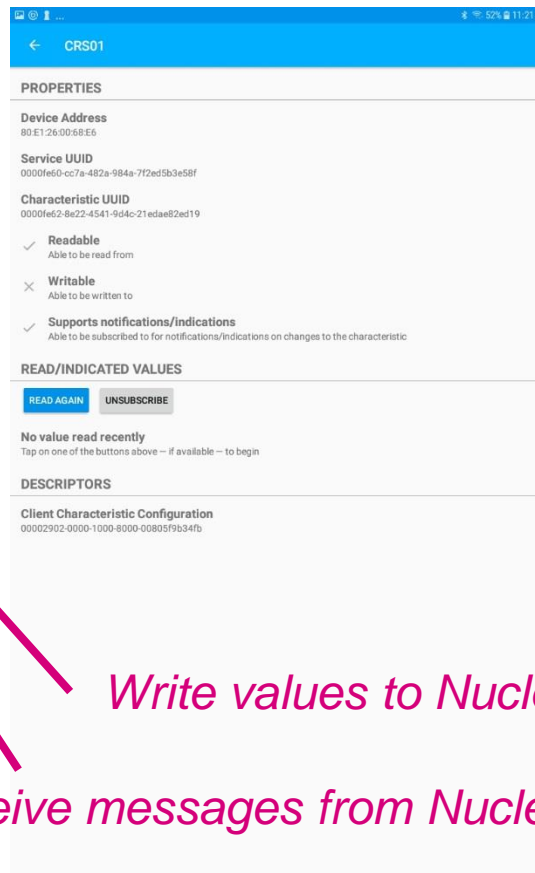 ... 52% 11:21
CRS01
PROPERTIES
Device Address
80:E1:26:00:68:E6
Service UUID
0000fe60-cc7a-482a-984a-7f2ed5b3e58f
Characteristic UUID
0000fe62-8e22-4541-9d4c-21edae82ed19
Readable
Able to be read from
Writable
Able to be written to
Supports notifications/indications
Able to be subscribed to for notifications/indications on changes to the characteristic
READ/INDICATED VALUES
READ AGAIN UNSUBSCRIBE
No value read recently
Tap on one of the buttons above — if available — to begin
DESCRIPTORS
Client Characteristic Configuration
00002902-0000-1000-8000-00805f9b34fb
Write values to Nucle
eive messages from Nucle